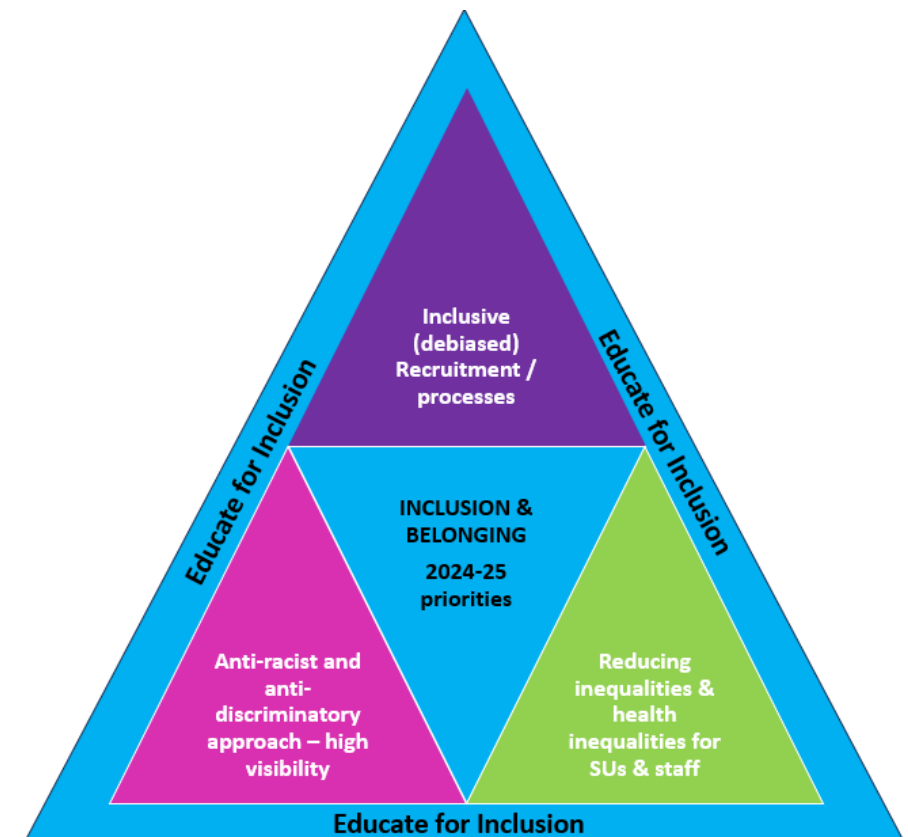 Inclusive
(debiased)
Recruitment /
processes
Educate for Inclusion
Educate for Inclusion
INCLUSION &
BELONGING
2024-25
priorities
Anti-racist and
anti-
discriminatory
approach – high
visibility
Reducing
inequalities &
health
inequalities for
SUs & staff
Educate for Inclusion